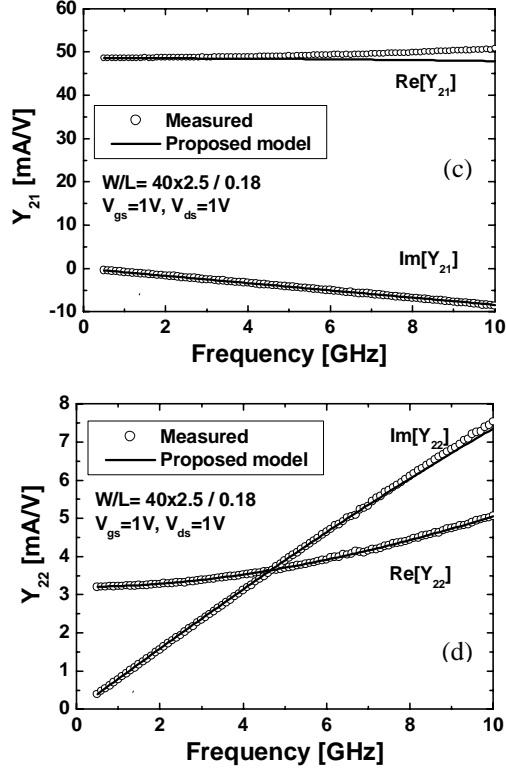 60
50
40
30
20
10
0
-10
Y21 [mA/V]
Re[Y21]
Measured
Proposed model
(c)
W/L= 40x2.5 / 0.18
Vgs=1V, Vds=1V
Im[Y21]
0 2 4 6 8 10
Frequency [GHz]
8
7
6
5
4
3
2
1
0
Y22 [mA/V]
Measured
Proposed model
Im[Y22]
W/L= 40x2.5 / 0.18
Vgs=1V, Vds=1V
Re[Y22]
(d)
0 2 4 6 8 10
Frequency [GHz]